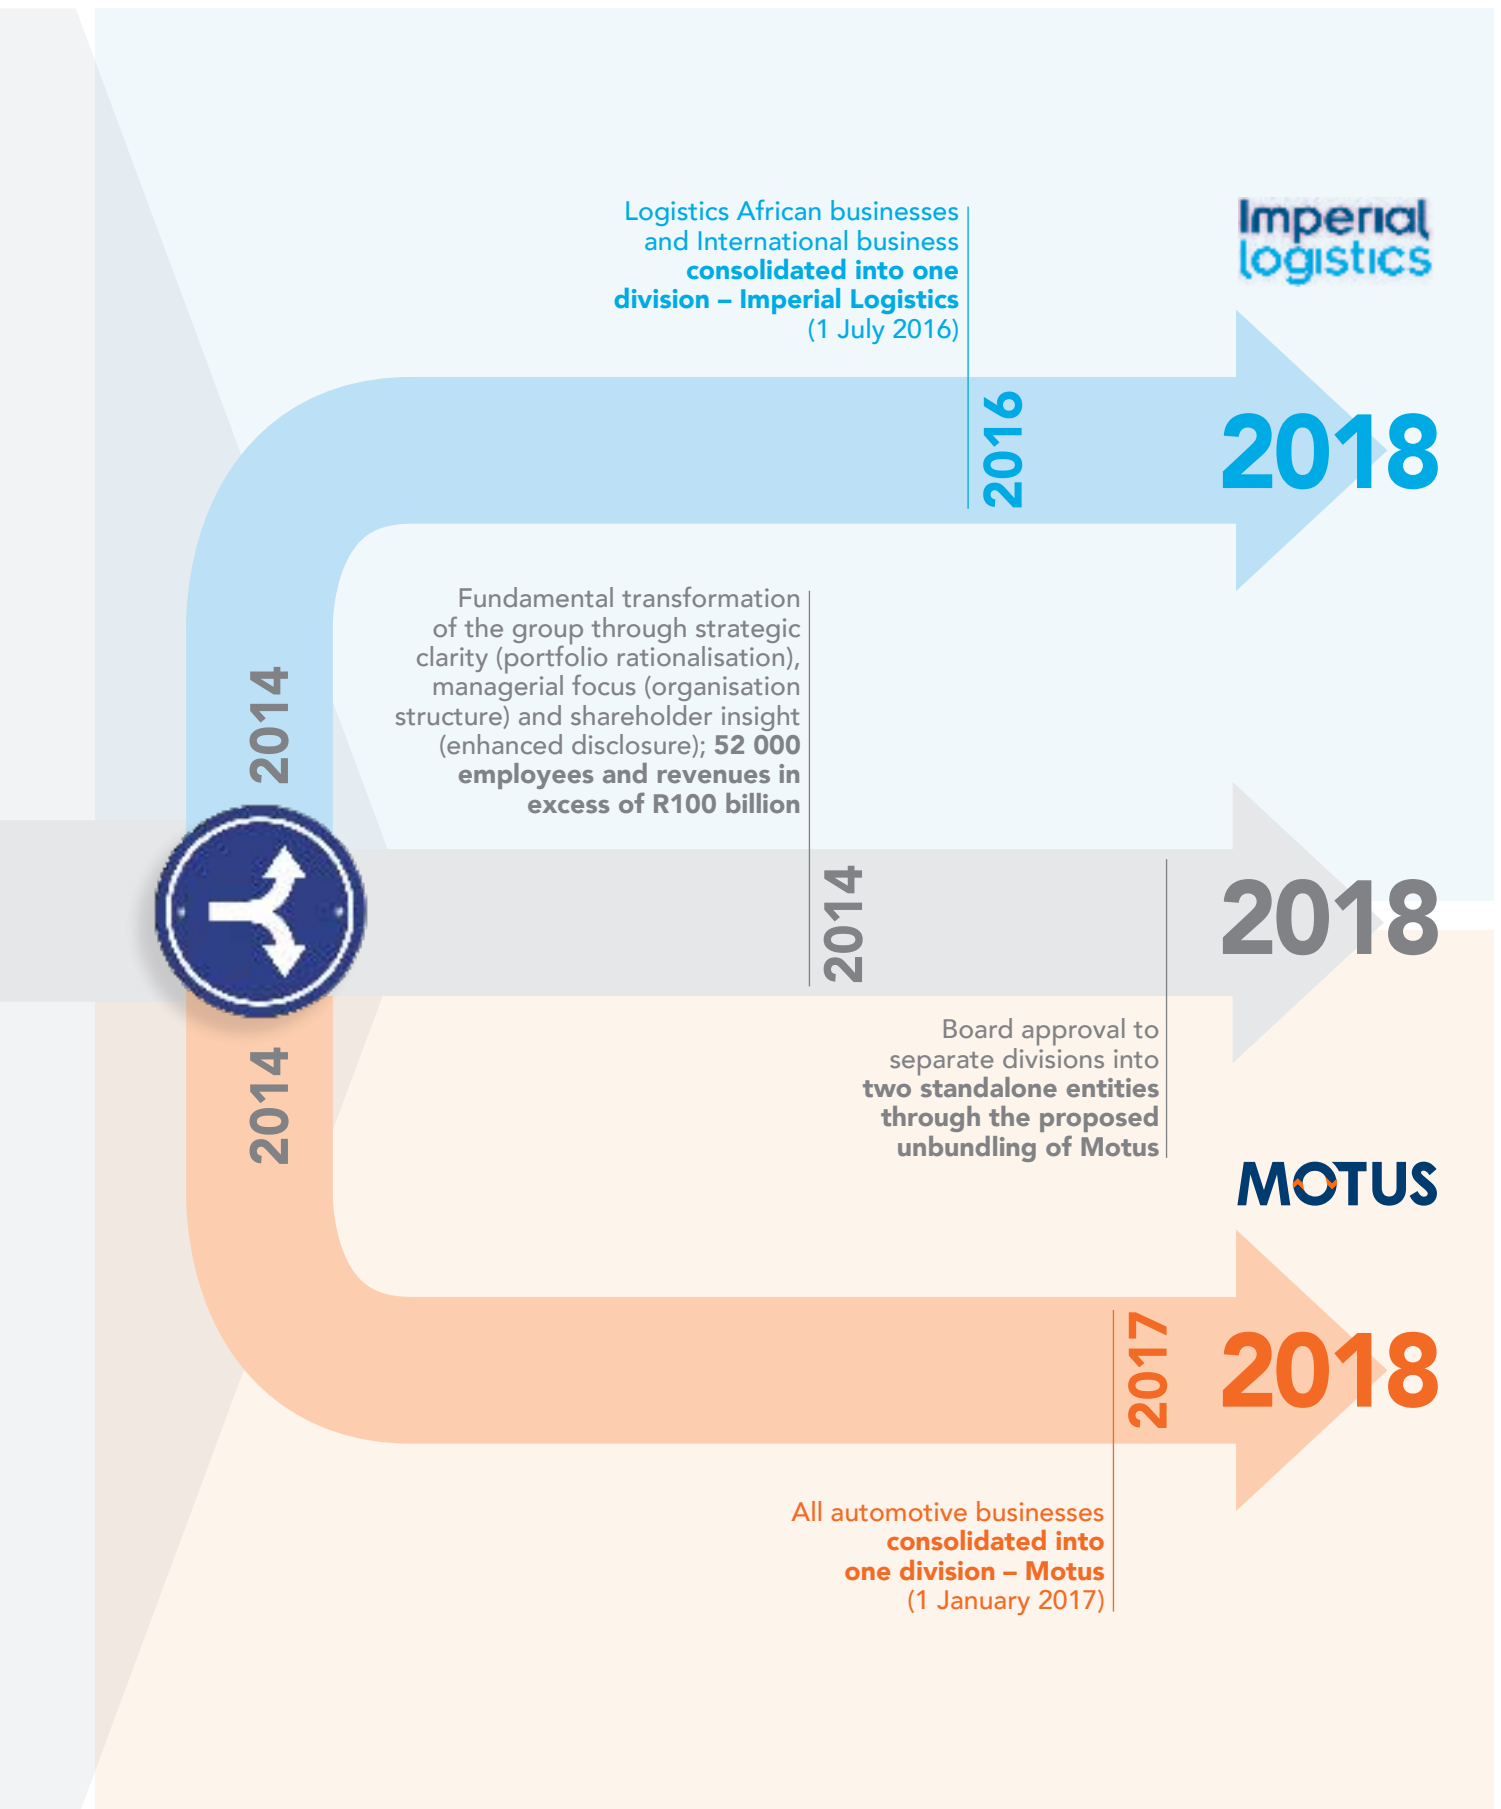 Logistics African businesses
and International business
consolidated into one
division – Imperial Logistics
(1 July 2016)
Imperial
logistics
2016
2018
2014
Fundamental transformation
of the group through strategic
clarity (portfolio rationalisation),
managerial focus (organisation
structure) and shareholder insight
(enhanced disclosure); 52 000
employees and revenues in
excess of R100 billion
2014
2018
Board approval to
separate divisions into
two standalone entities
through the proposed
unbundling of Motus
2014
MOTUS
2017
2018
All automotive businesses
consolidated into
one division – Motus
(1 January 2017)